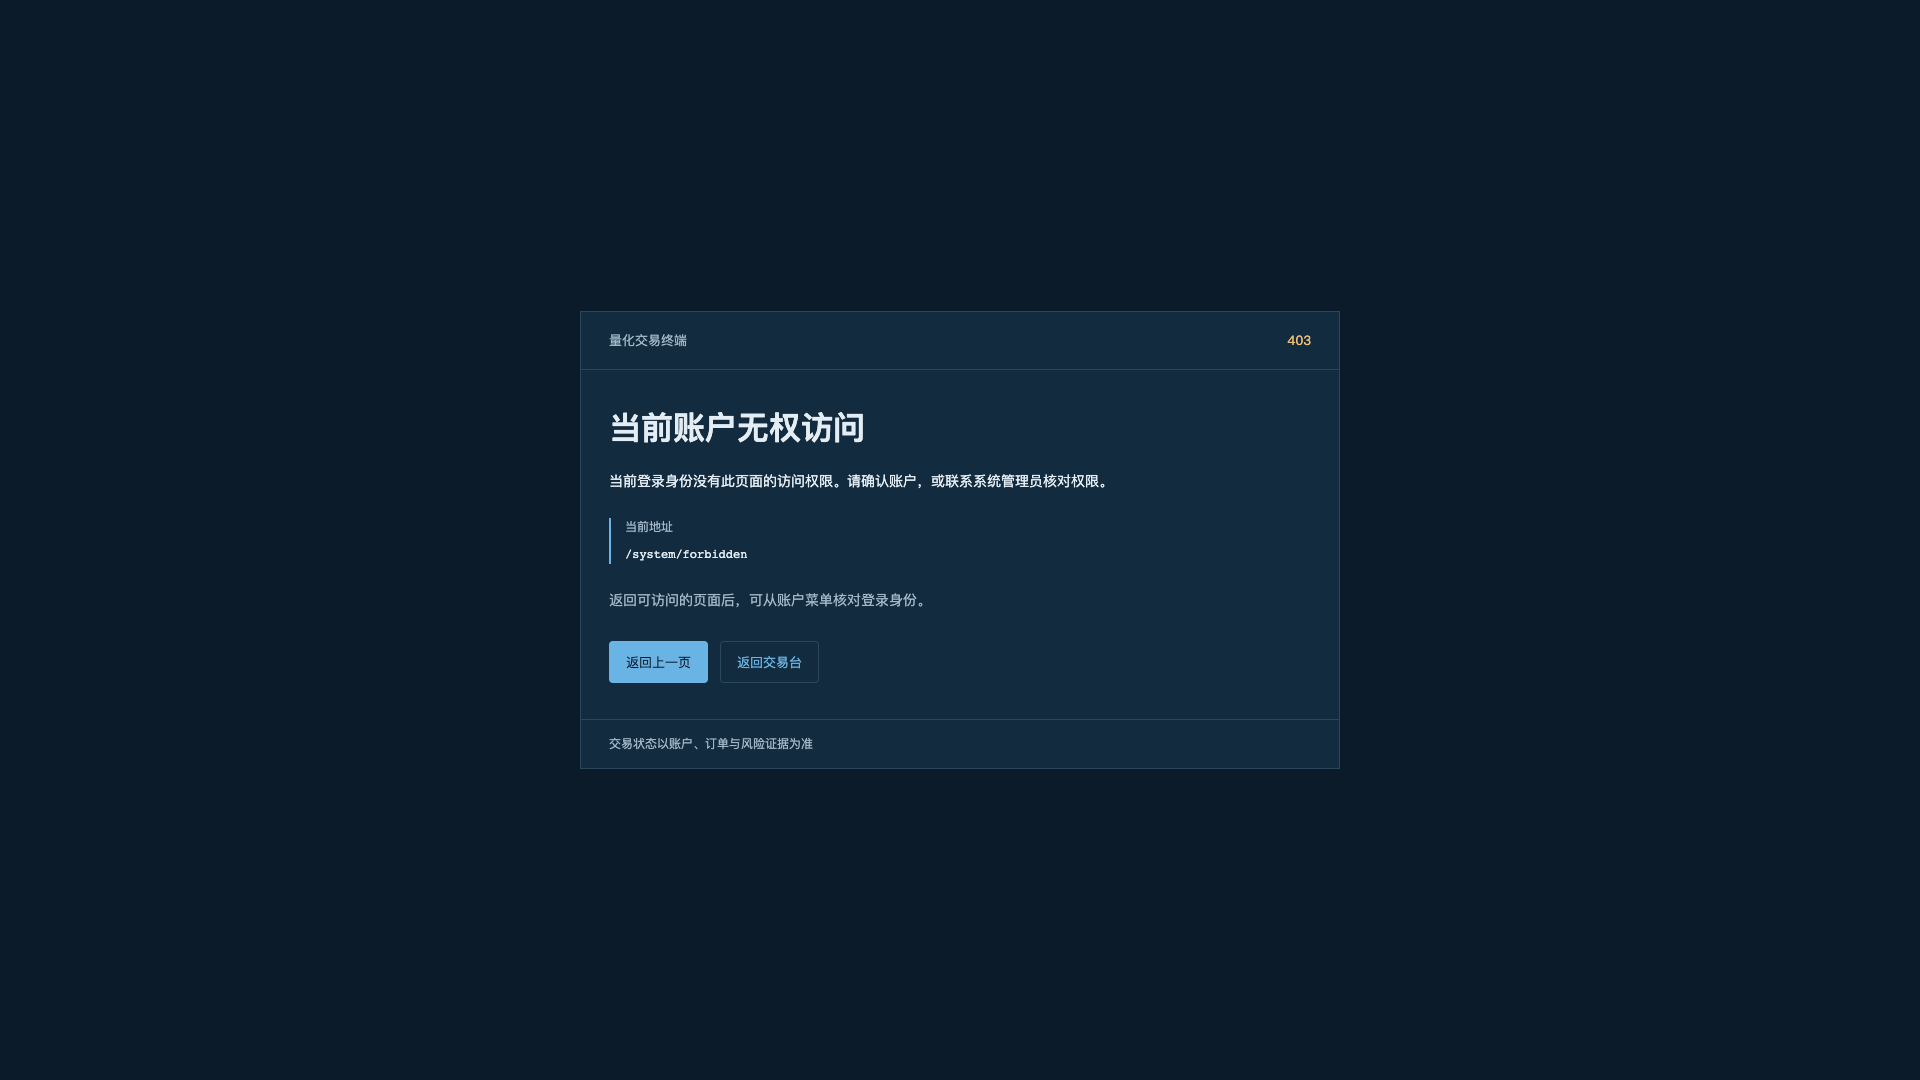 量化交易终端
403
当前账户无权访问
当前登录身份没有此页面的访问权限。请确认账户，或联系系统管理员核对权限。
当前地址
/system/forbidden
返回可访问的页面后，可从账户菜单核对登录身份。
返回上一页
返回交易台
交易状态以账户、订单与风险证据为准